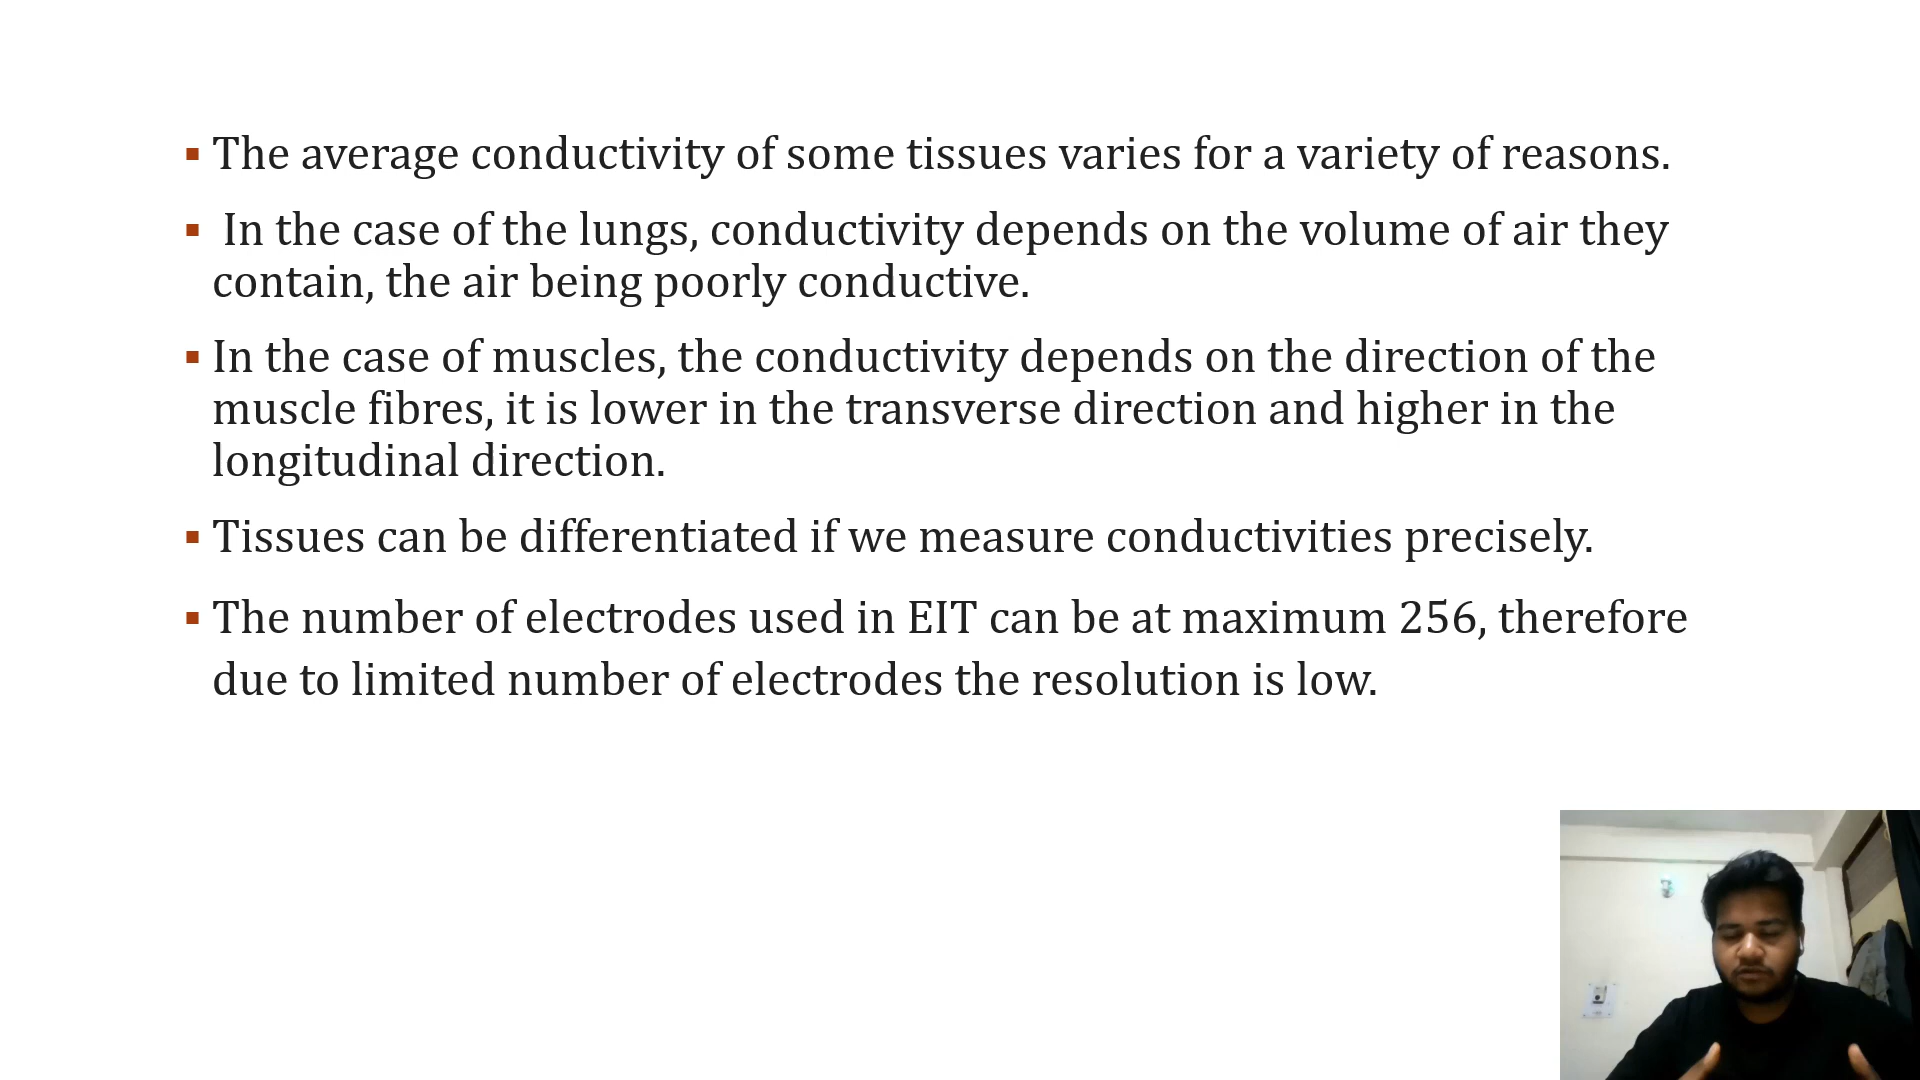 ▪ The average conductivity of some tissues varies for a variety of reasons.
▪ In the case of the lungs, conductivity depends on the volume of air they
contain, the air being poorly conductive.
▪ In the case of muscles, the conductivity depends on the direction of the
muscle fibres, it is lower in the transverse direction and higher in the
longitudinal direction.
▪ Tissues can be differentiated if we measure conductivities precisely.
▪ The number of electrodes used in EIT can be at maximum 256, therefore
due to limited number of electrodes the resolution is low.